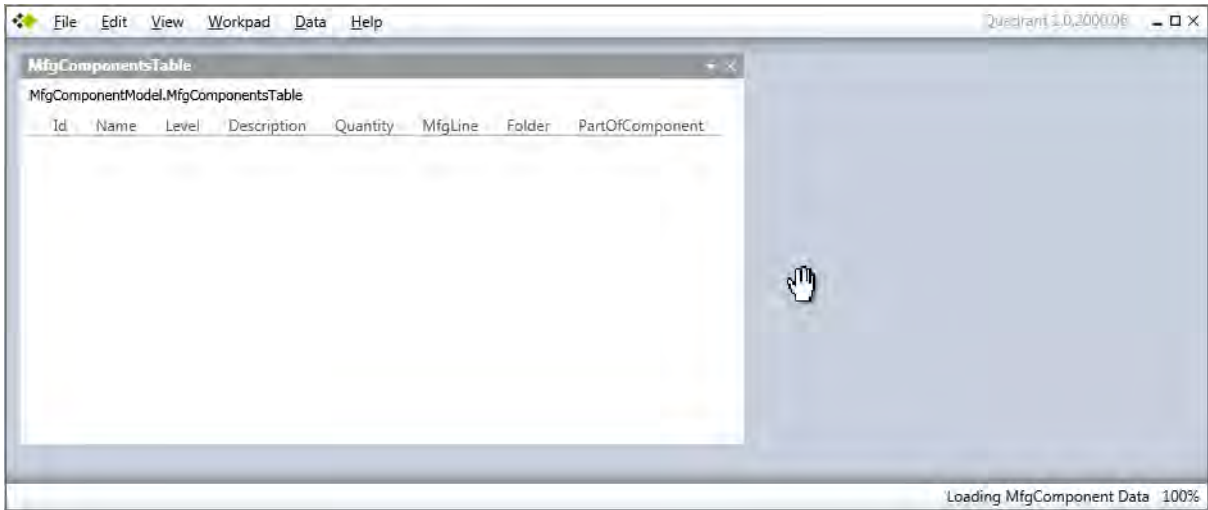 File Edit View Workpad Data Help
MfgComponentsTable
MfgComponentModel.MfgComponentsTable
Id Name Level Description Quantity MfgLine Folder PartOfComponent
Loading MfgComponent Data 100%